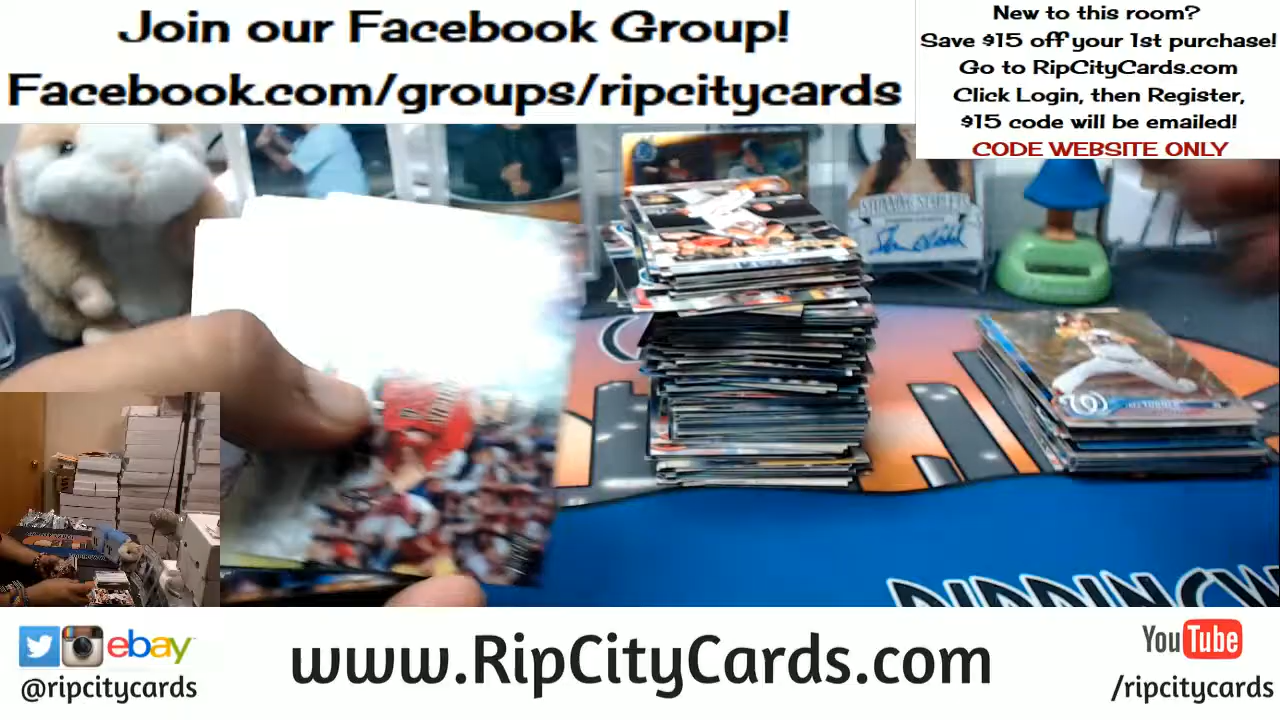 Join our Facebook Group!
Facebook.com/groups/ripcitycards
New to this room?
Save $15 off your 1st purchase!
Go to RipCityCards.com
Click Login, then Register,
$15 code will be emailed!
CODE WEBSITE ONLY
ebay
@ripcitycards
www.RipCityCards.com
YouTube
/ripcitycards